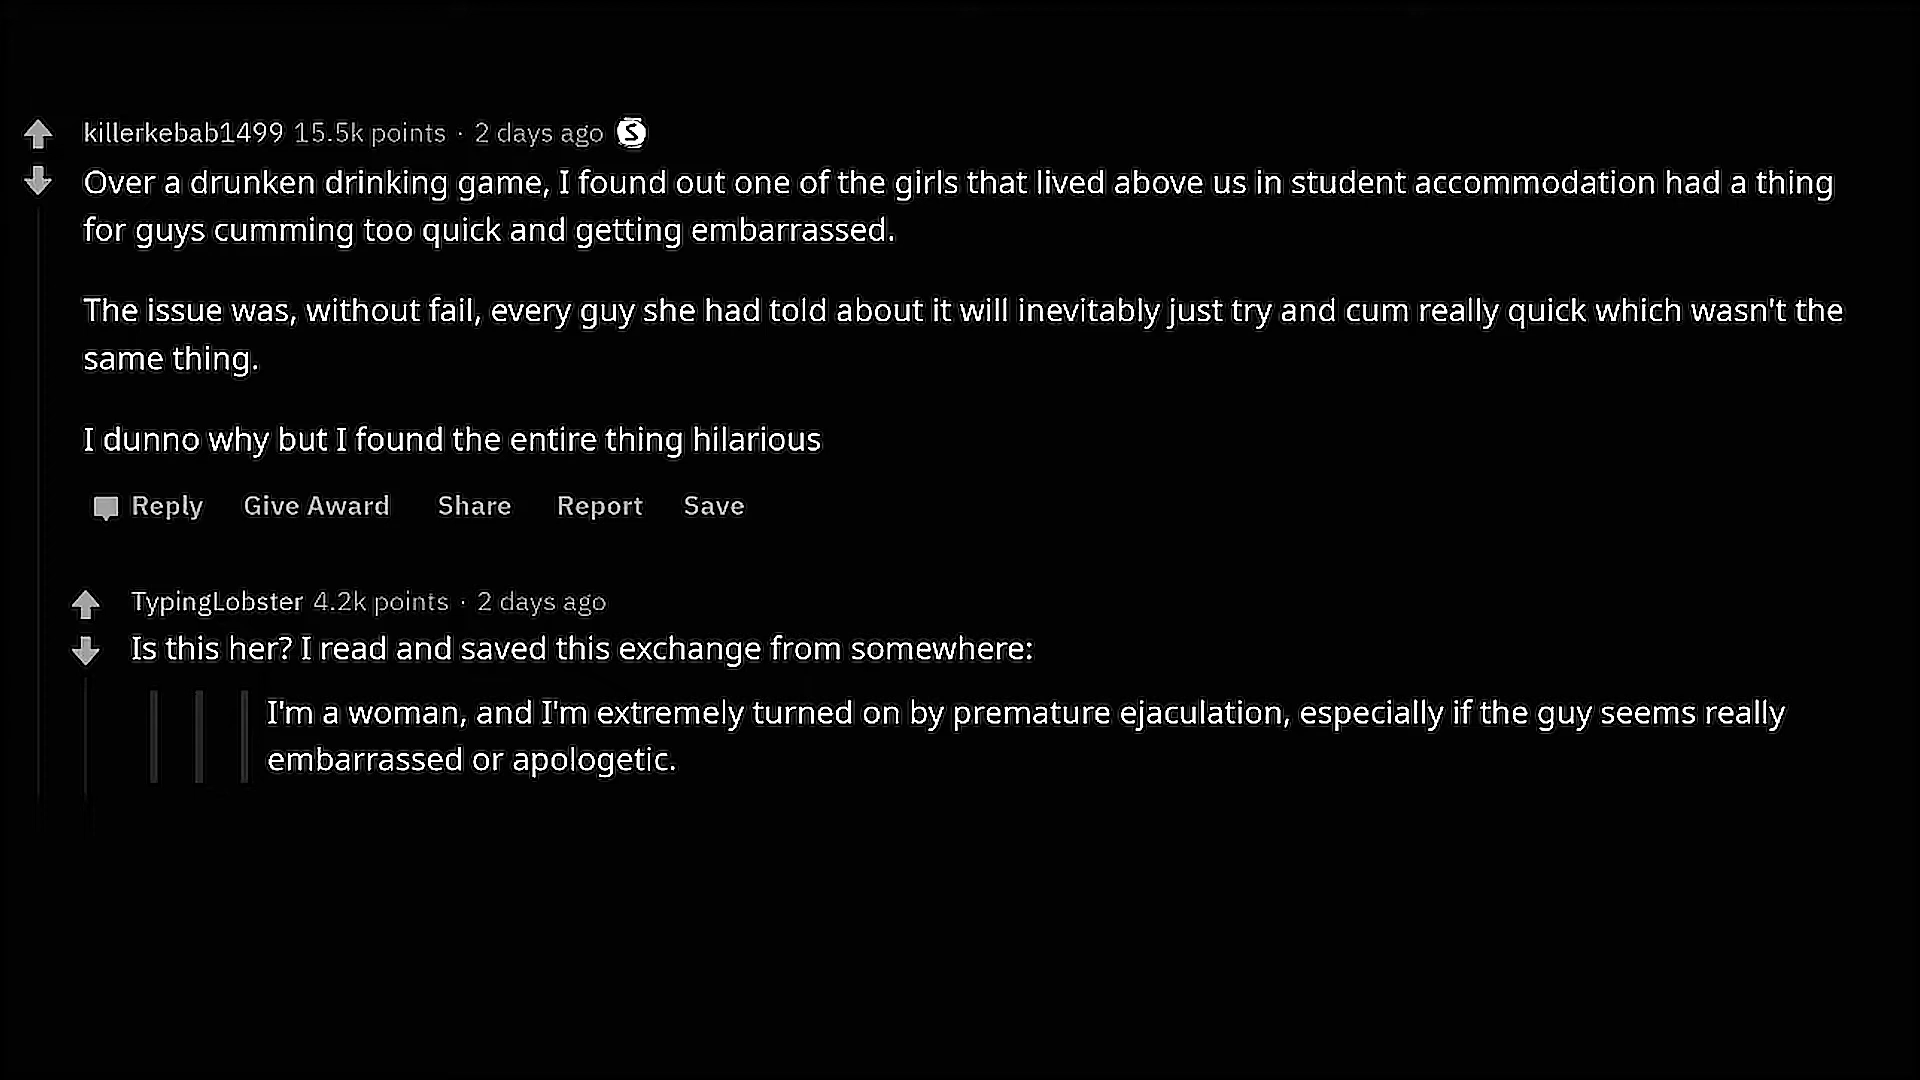 killerkebab1499 15.5k points · 2 days ago S
Over a drunken drinking game, I found out one of the girls that lived above us in student accommodation had a thing
for guys cumming too quick and getting embarrassed.
The issue was, without fail, every guy she had told about it will inevitably just try and cum really quick which wasn't the
same thing.
I dunno why but I found the entire thing hilarious
Reply Give Award Share Report Save
TypingLobster 4.2k points · 2 days ago
Is this her? I read and saved this exchange from somewhere:
I'm a woman, and I'm extremely turned on by premature ejaculation, especially if the guy seems really
embarrassed or apologetic.